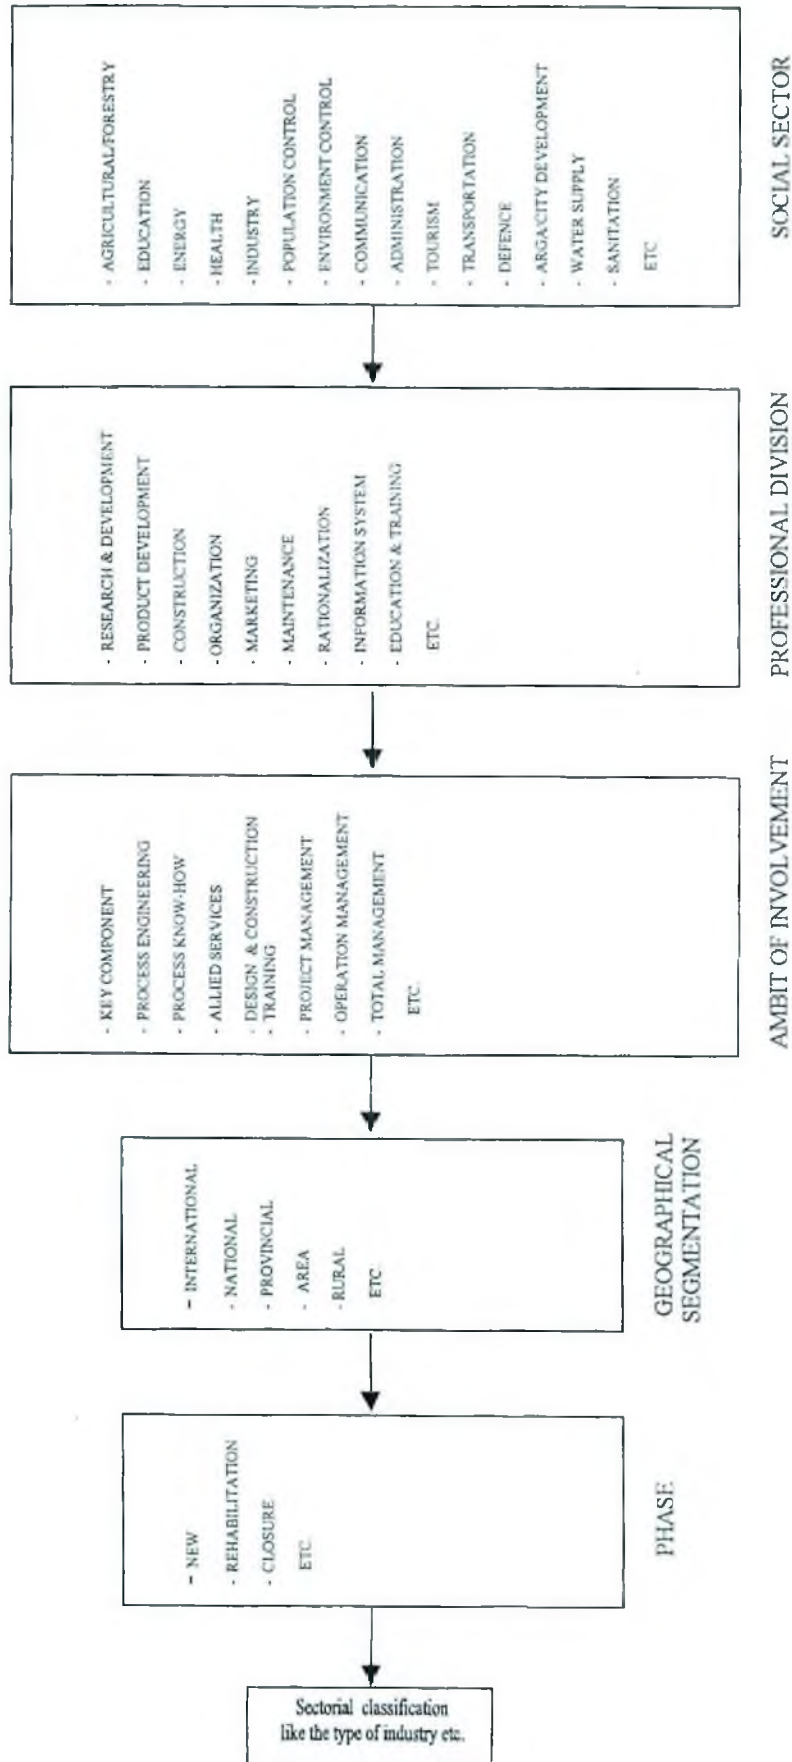 - AGRICULTURAL/FORESTRY
- EDUCATION
- ENERGY
- HEALTH
- INDUSTRY
- POPULATION CONTROL
- ENVIRONMENT CONTROL
- COMMUNICATION
- ADMINISTRATION
- TOURISM
- TRANSPORTATION
- DEFENCE
- ARGA/CITY DEVELOPMENT
- WATER SUPPLY
- SANITATION
ETC
SOCIAL SECTOR
- RESEARCH & DEVELOPMENT
- PRODUCT DEVELOPMENT
- CONSTRUCTION
- ORGANIZATION
- MARKETING
- MAINTENANCE
- RATIONALIZATION
- INFORMATION SYSTEM
- EDUCATION & TRAINING
ETC.
PROFESSIONAL DIVISION
- KEY COMPONENT
- PROCESS ENGINEERING
- PROCESS KNOW-HOW
- ALLIED SERVICES
- DESIGN & CONSTRUCTION
- TRAINING
- PROJECT MANAGEMENT
- OPERATION MANAGEMENT
- TOTAL MANAGEMENT
ETC.
AMBIT OF INVOLVEMENT
– INTERNATIONAL
- NATIONAL
- PROVINCIAL
- AREA
- RURAL
ETC.
GEOGRAPHICAL
SEGMENTATION
– NEW
- REHABILITATION
- CLOSURE
ETC.
PHASE
Sectorial classification
like the type of industry etc.